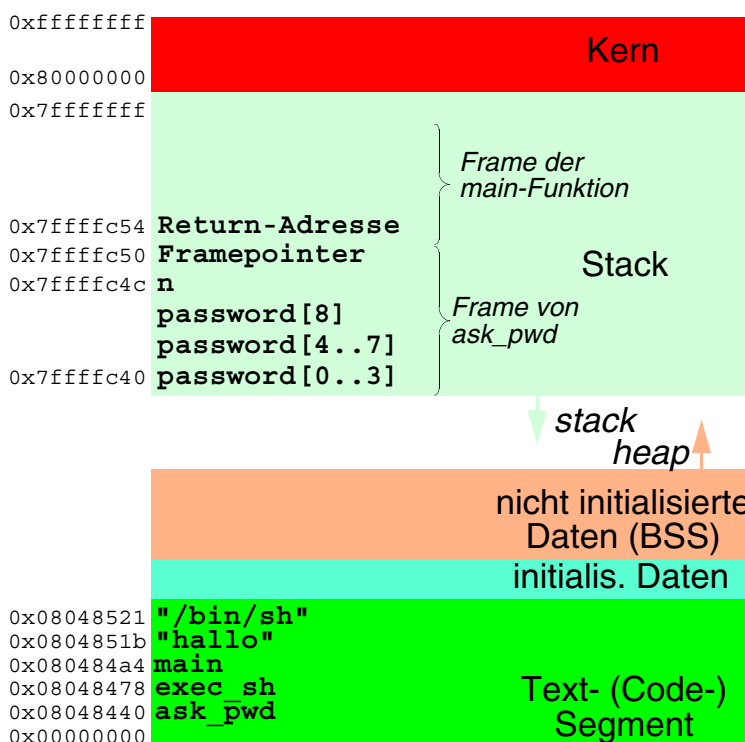 0xffffffff
Kern
0x80000000
0x7fffffff
Frame der
main-Funktion
0x7ffffc54 Return-Adresse
0x7ffffc50 Framepointer
Stack
0x7ffffc4c n
password[8]
Frame von
ask_pwd
password[4..7]
0x7ffffc40 password[0..3]
stack
heap
nicht initialisierte
Daten (BSS)
initialis. Daten
0x08048521 "/bin/sh"
0x0804851b "hallo"
0x080484a4 main
0x08048478 exec_sh
0x08048440 ask_pwd
0x00000000
Text- (Code-)
Segment